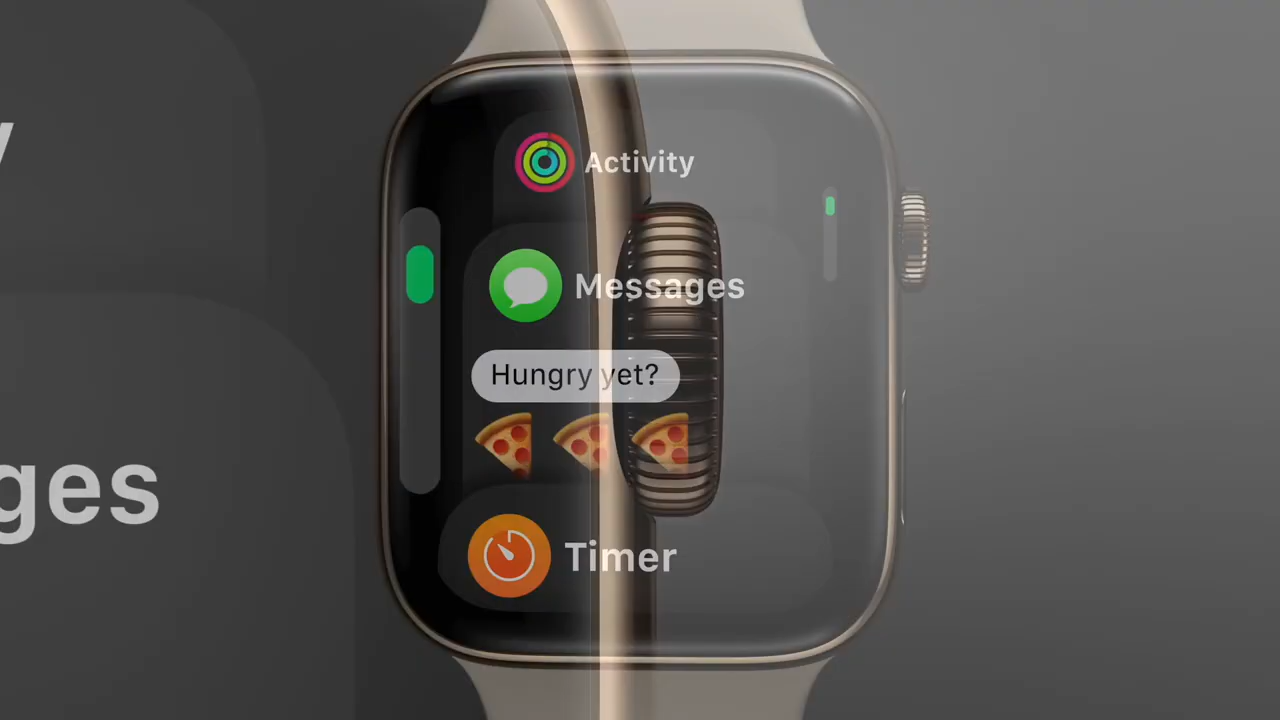 Activity
Messages
Hungry yet?
Timer
y
ges